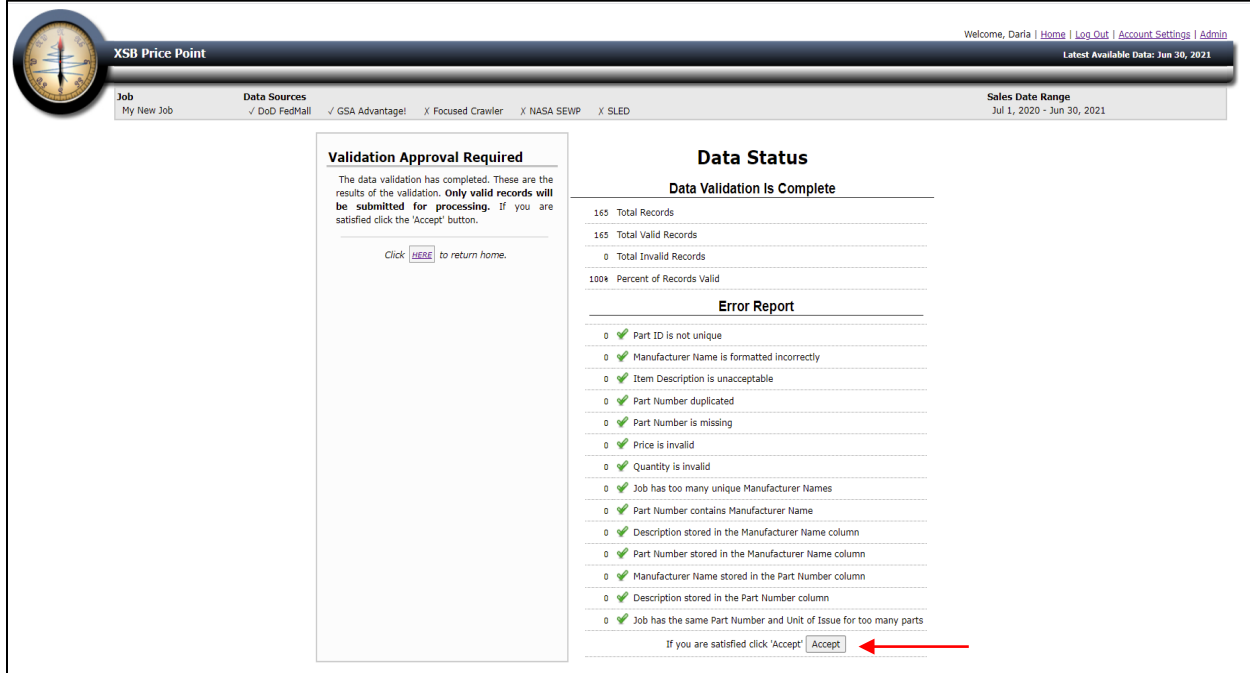 Welcome, Darla | Home | Log Out | Account Settings | Admin
XSB Price Point
Latest Available Data: Jun 30, 2021
Job
My New Job
Data Sources
√ DoD FedMall √ GSA Advantage! X Focused Crawler X NASA SEWP X SLED
Sales Date Range
Jul 1, 2020 - Jun 30, 2021
Validation Approval Required
The data validation has completed. These are the
results of the validation. Only valid records will
be submitted for processing. If you are
satisfied click the 'Accept' button.
Click HERE to return home.
Data Status
Data Validation Is Complete
165 Total Records
165 Total Valid Records
0 Total Invalid Records
100% Percent of Records Valid
Error Report
0 Part ID is not unique
0 Manufacturer Name is formatted incorrectly
0 Item Description is unacceptable
0 Part Number duplicated
0 Part Number is missing
0 Price is invalid
0 Quantity is invalid
0 Job has too many unique Manufacturer Names
0 Part Number contains Manufacturer Name
0 Description stored in the Manufacturer Name column
0 Part Number stored in the Manufacturer Name column
0 Manufacturer Name stored in the Part Number column
0 Description stored in the Part Number column
0 Job has the same Part Number and Unit of Issue for too many parts
If you are satisfied click 'Accept' Accept